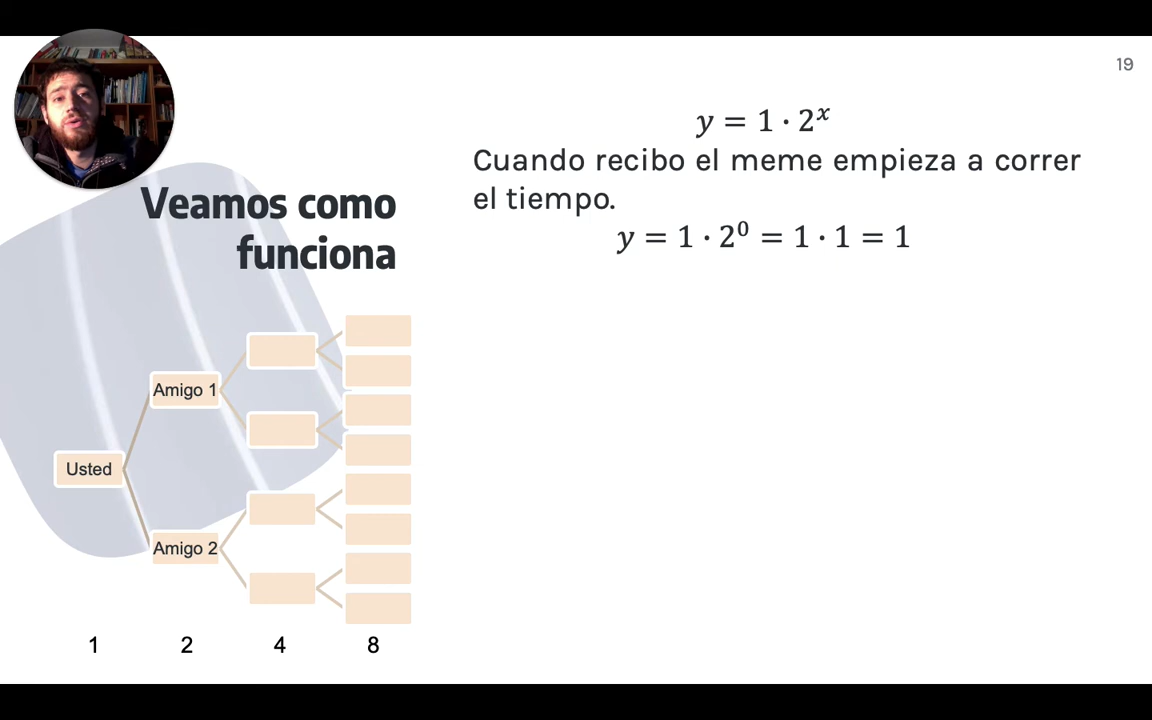 19
Veamos como
funciona
y = 1 · 2ˣ
Cuando recibo el meme empieza a correr
el tiempo.
y = 1 · 2⁰ = 1 · 1 = 1
Amigo 1
Usted
Amigo 2
1 2 4 8